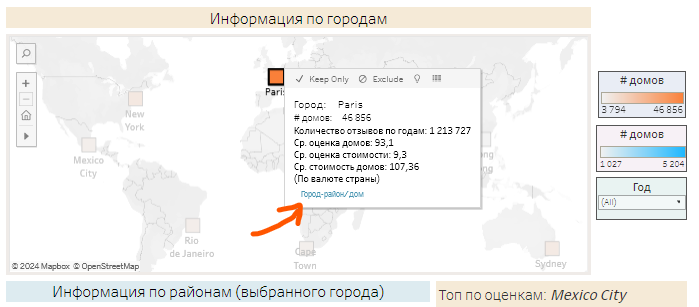 Информация по городам
Keep Only
Exclude
Paris
Город: Paris
# домов: 46 856
Количество отзывов по годам: 1 213 727
Ср. оценка домов: 93,1
Ср. оценка стоимости: 9,3
Ср. стоимость домов: 107,36
(По валюте страны)
Город-район/дом
New
York
Mexico
City
Rio
de Janeiro
Cape
Town
Sydney
© 2024 Mapbox © OpenStreetMap
# домов
3 794 46 856
# домов
1 027 5 204
Год
(All)
Информация по районам (выбранного города)
Топ по оценкам: Mexico City